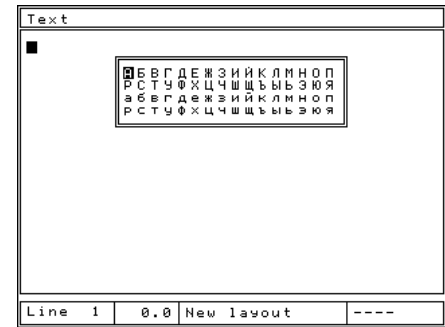 Text
АБВГДЕЖЗИЙКЛМНОП
РСТУФХЦЧШЩЪЫЬЭЮЯ
абвгдежзийклмноп
рстуфхцчшщъыьэюя
Line 1 0.0 New layout ----